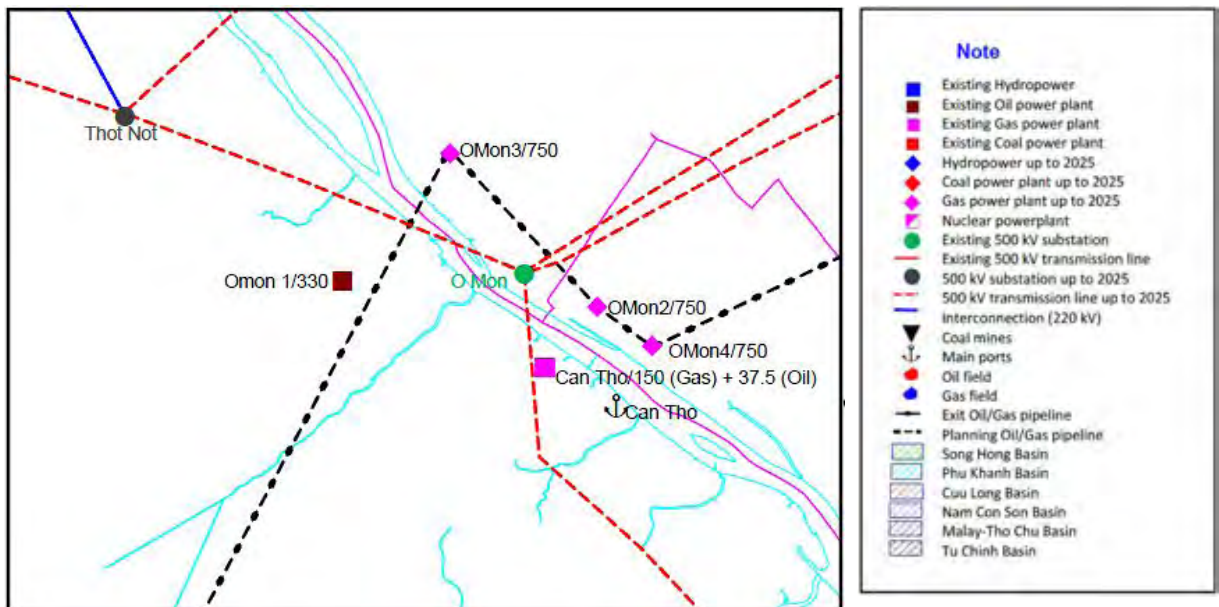 Thot Not
OMon3/750
Omon 1/330
O Mon
OMon2/750
OMon4/750
Can Tho/150 (Gas) + 37.5 (Oil)
Can Tho
Note
Existing Hydropower
Existing Oil power plant
Existing Gas power plant
Existing Coal power plant
Hydropower up to 2025
Coal power plant up to 2025
Gas power plant up to 2025
Nuclear powerplant
Existing 500 kV substation
Existing 500 kV transmission line
500 kV substation up to 2025
500 kV transmission line up to 2025
Interconnection (220 kV)
Coal mines
Main ports
Oil field
Gas field
Exit Oil/Gas pipeline
Planning Oil/Gas pipeline
Song Hong Basin
Phu Khanh Basin
Cuu Long Basin
Nam Con Son Basin
Malay-Tho Chu Basin
Tu Chinh Basin